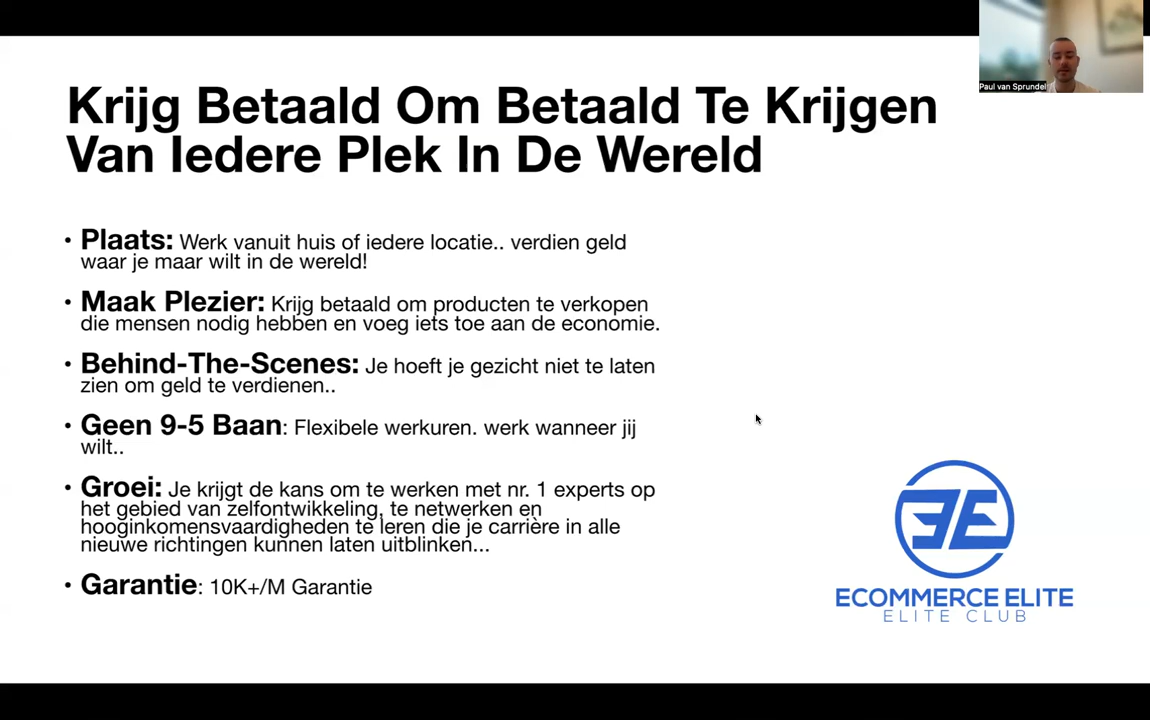 Paul van Sprundel
Krijg Betaald Om Betaald Te Krijgen
Van Iedere Plek In De Wereld
• Plaats: Werk vanuit huis of iedere locatie.. verdien geld
waar je maar wilt in de wereld!
• Maak Plezier: Krijg betaald om producten te verkopen
die mensen nodig hebben en voeg iets toe aan de economie.
• Behind-The-Scenes: Je hoeft je gezicht niet te laten
zien om geld te verdienen..
• Geen 9-5 Baan: Flexibele werkuren. werk wanneer jij
wilt..
• Groei: Je krijgt de kans om te werken met nr. 1 experts op
het gebied van zelfontwikkeling, te netwerken en
hooginkomensvaardigheden te leren die je carrière in alle
nieuwe richtingen kunnen laten uitblinken...
• Garantie: 10K+/M Garantie
ECOMMERCE ELITE
ELITE CLUB